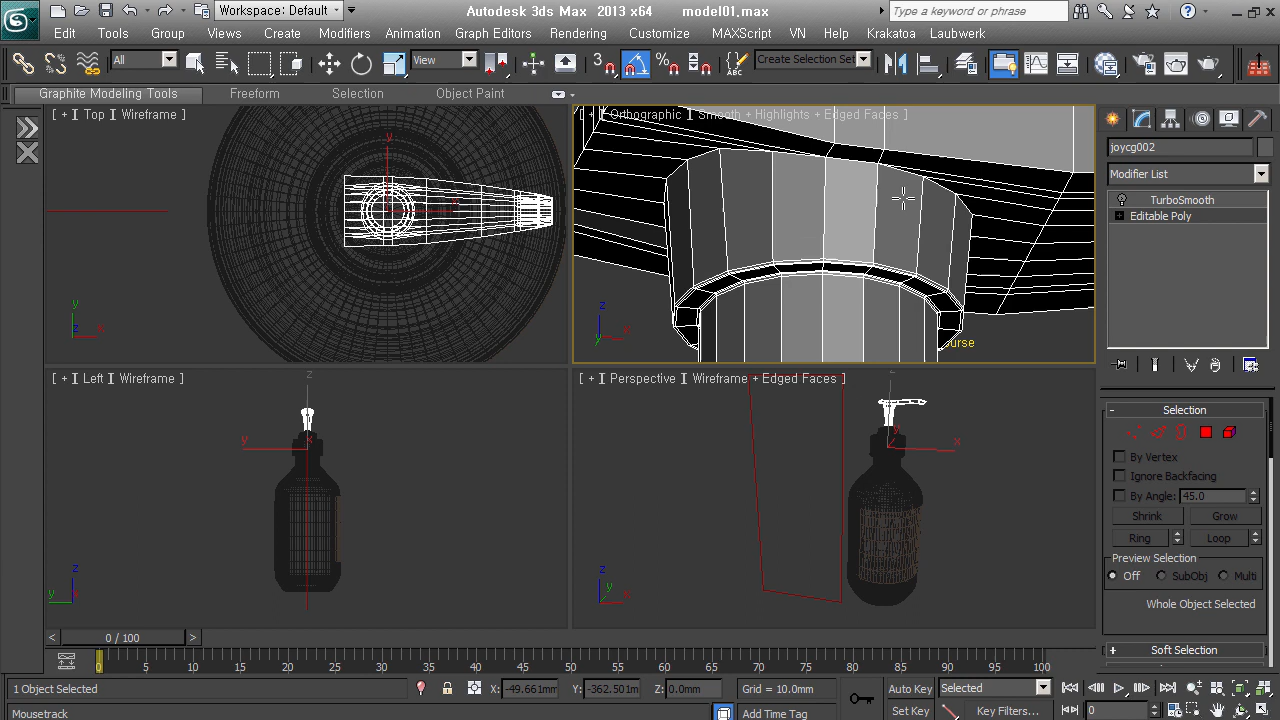 Workspace: Default
Autodesk 3ds Max 2013 x64 model01.max
Type a keyword or phrase
Edit Tools Group Views Create Modifiers Animation Graph Editors Rendering Customize MAXScript VN Help Krakatoa Laubwerk
All
View
3
Create Selection Set
Graphite Modeling Tools Freeform Selection Object Paint
[ + ][ Top ][ Wireframe ]
[ + ][ Orthographic ][ Smooth + Highlights + Edged Faces ]
joycg002
Modifier List
TurboSmooth
Editable Poly
y
x
y
z
x
z
y
x
[ + ][ Left ][ Wireframe ]
[ + ][ Perspective ][ Wireframe + Edged Faces ]
z
y
x
z
y
x
z
y
x
z
y
x
- Selection
By Vertex
Ignore Backfacing
By Angle: 45.0
Shrink Grow
Ring Loop
Preview Selection
Off SubObj Multi
Whole Object Selected
+ Soft Selection
< 0 / 100 >
0 5 10 15 20 25 30 35 40 45 50 55 60 65 70 75 80 85 90 95 100
1 Object Selected
X: -49.661mm Y: -362.501m Z: 0.0mm Grid = 10.0mm
Auto Key Selected
Mousetrack
Add Time Tag
Set Key Key Filters...
0